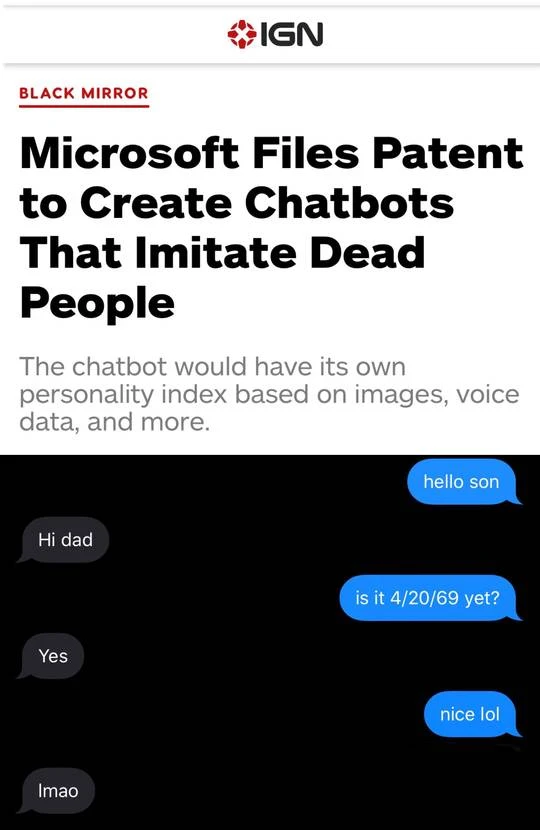 IGN
BLACK MIRROR
Microsoft Files Patent
to Create Chatbots
That Imitate Dead
People
The chatbot would have its own
personality index based on images, voice
data, and more.
hello son
Hi dad
is it 4/20/69 yet?
Yes
nice lol
lmao